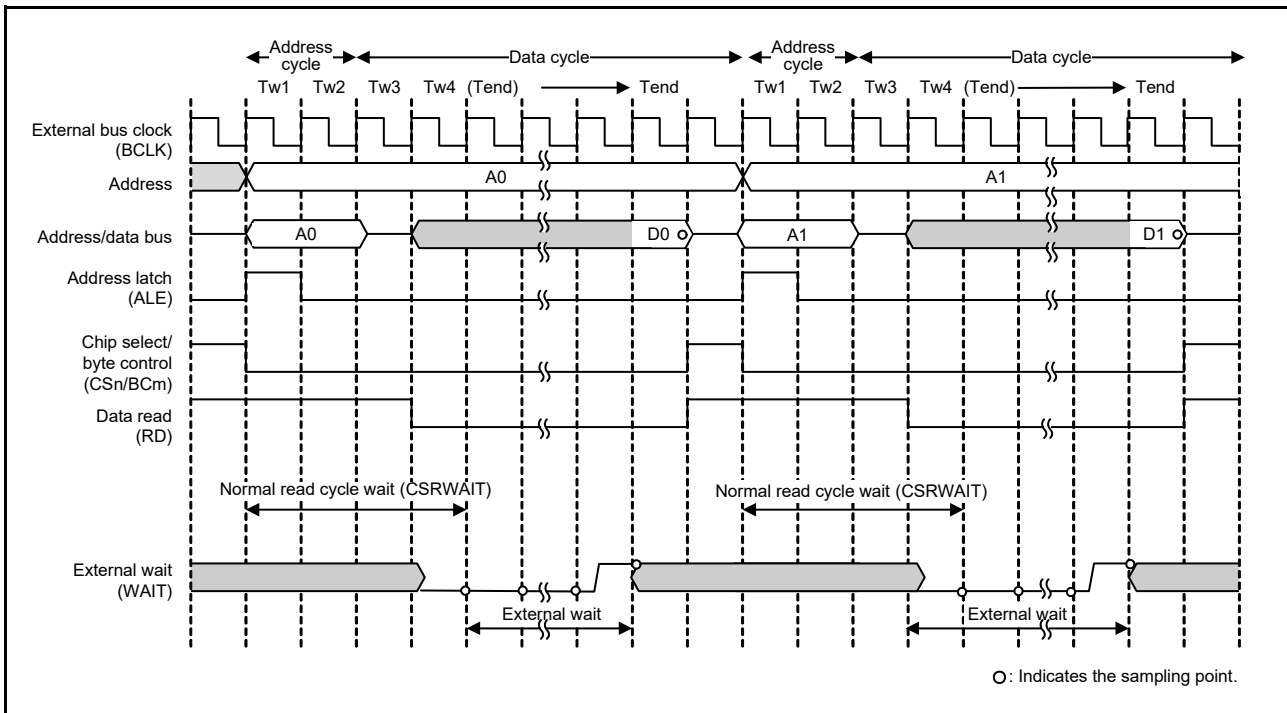 Address cycle
Data cycle
Address cycle
Data cycle
Tw1 Tw2 Tw3 Tw4 (Tend) Tend Tw1 Tw2 Tw3 Tw4 (Tend) Tend
External bus clock
(BCLK)
Address
A0
A1
Address/data bus
A0
D0
A1
D1
Address latch
(ALE)
Chip select/
byte control
(CSn/BCm)
Data read
(RD)
Normal read cycle wait (CSRWAIT)
Normal read cycle wait (CSRWAIT)
External wait
(WAIT)
External wait
External wait
: Indicates the sampling point.